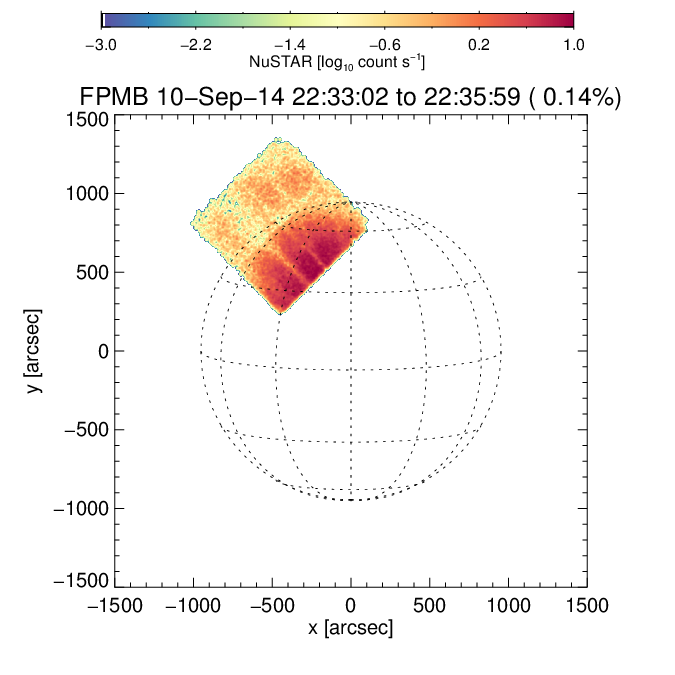 −3.0 −2.2 −1.4 −0.6 0.2 1.0
NuSTAR [log₁₀ count s⁻¹]
FPMB 10−Sep−14 22:33:02 to 22:35:59 ( 0.14%)
1500
1000
500
0
−500
−1000
−1500
y [arcsec]
−1500 −1000 −500 0 500 1000 1500
x [arcsec]